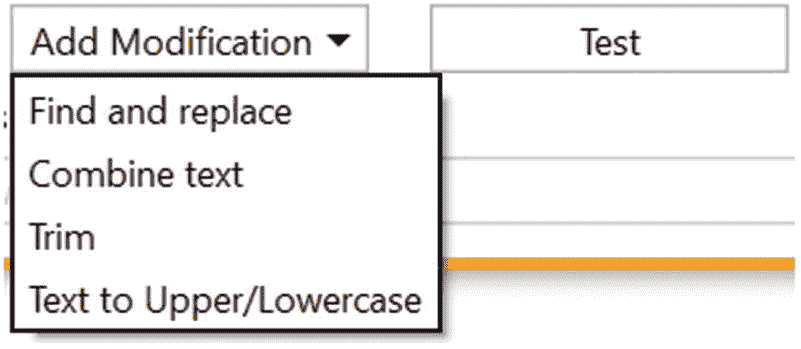 Add Modification
Test
Find and replace
Combine text
Trim
Text to Upper/Lowercase